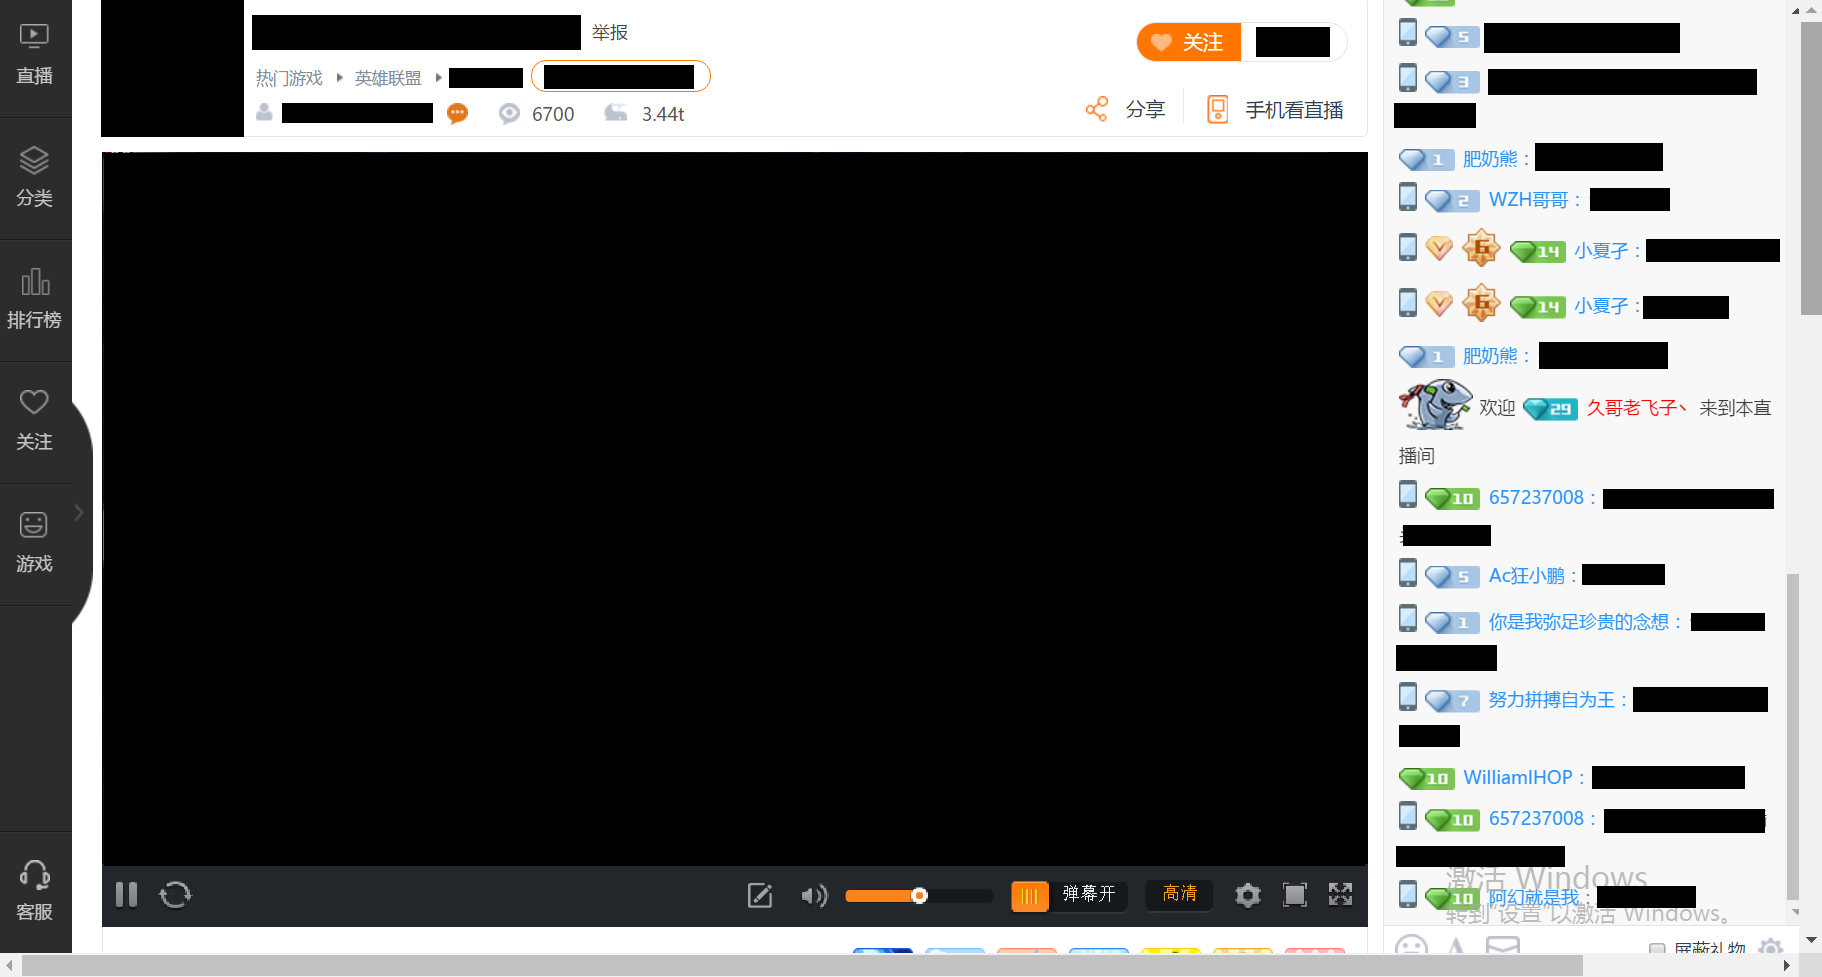 直播
分类
排行榜
关注
游戏
客服
举报
热门游戏 英雄联盟
6700 3.44t
关注
分享 手机看直播
弹幕开 高清
5
3
1 肥奶熊：
2 WZH哥哥：
6 14 小夏孑：
6 14 小夏孑：
1 肥奶熊：
欢迎 29 久哥老飞子丶 来到本直
播间
10 657237008：
5 Ac狂小鹏：
1 你是我弥足珍贵的念想：
7 努力拼搏自为王：
10 WilliamIHOP：
10 657237008：
激活 Windows
10 阿幻就是我：
转到“设置”以激活 Windows。
屏蔽礼物